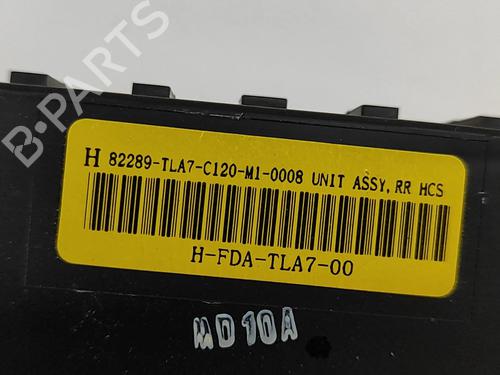 B-PARTS
H 82289-TLA7-C120-M1-0008 UNIT ASSY, RR HCS
H-FDA-TLA7-00
MD10A